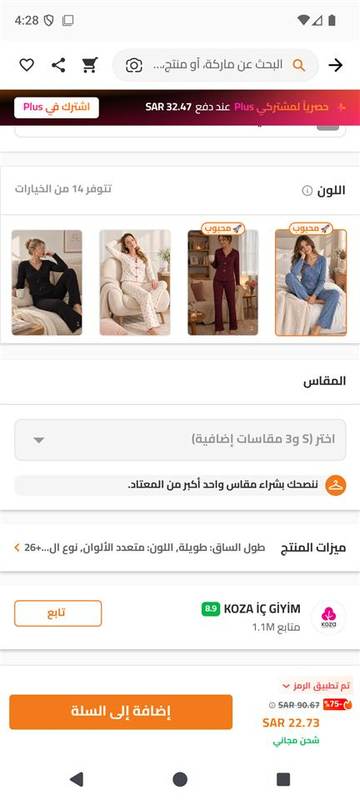 4:28
البحث عن ماركة، أو منتج،...
حصرياً لمشتركي Plus عند دفع SAR 32.47
اشترك في Plus
اللون
تتوفر 14 من الخيارات
محبوب
محبوب
المقاس
اختر (S و3 مقاسات إضافية)
ننصحك بشراء مقاس واحد أكبر من المعتاد.
ميزات المنتج
طول الساق: طويلة, اللون: متعدد الألوان, نوع ال...+26
KOZA İÇ GİYİM 8.9
1.1M متابع
تابع
koza
تم تطبيق الرمز
%75-
SAR 90.67
SAR 22.73
شحن مجاني
إضافة إلى السلة